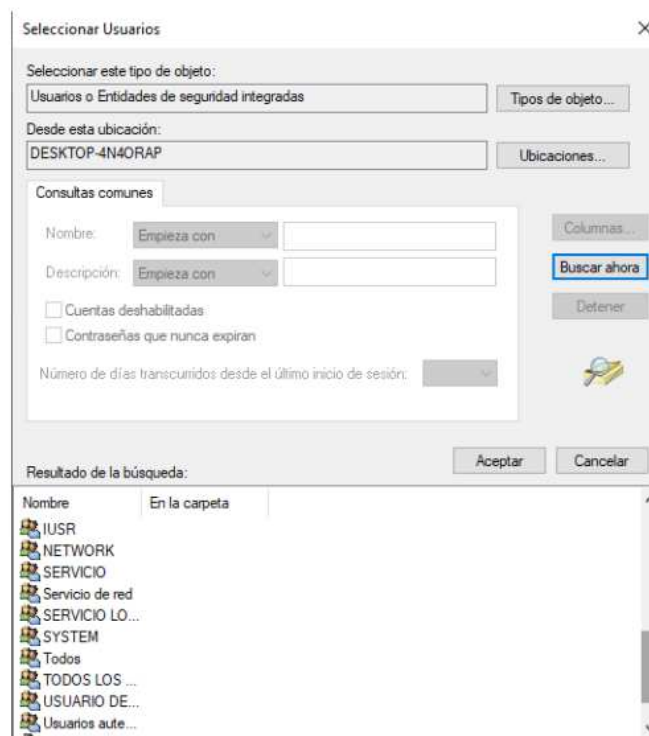 Seleccionar Usuarios
Seleccionar este tipo de objeto:
Usuarios o Entidades de seguridad integradas
Tipos de objeto...
Desde esta ubicación:
DESKTOP-4N4ORAP
Ubicaciones...
Consultas comunes
Nombre:
Empieza con
Columnas...
Descripción:
Empieza con
Buscar ahora
Cuentas deshabilitadas
Detener
Contraseñas que nunca expiran
Número de días transcurridos desde el último inicio de sesión:
Aceptar
Cancelar
Resultado de la búsqueda:
Nombre
En la carpeta
IUSR
NETWORK
SERVICIO
Servicio de red
SERVICIO LO...
SYSTEM
Todos
TODOS LOS ...
USUARIO DE...
Usuarios aute...